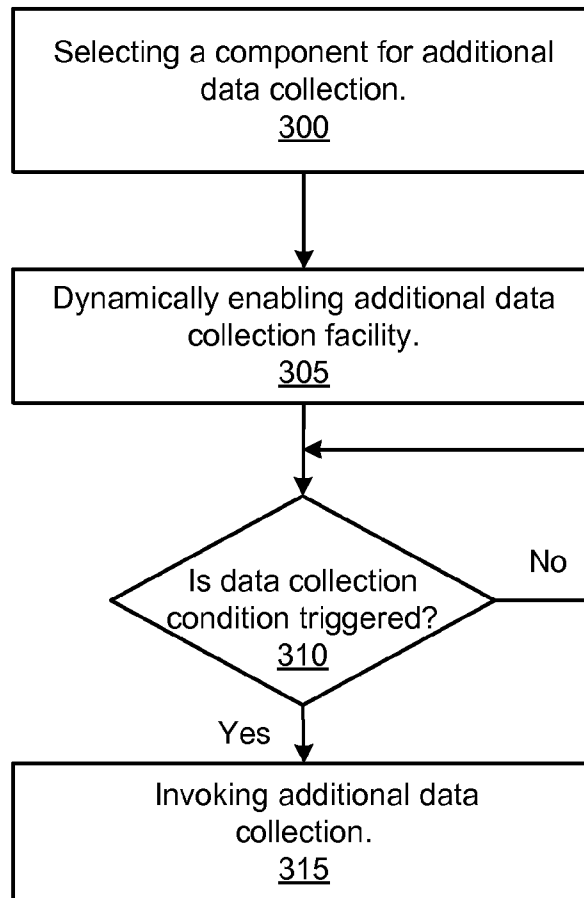 Selecting a component for additional
data collection.
300
Dynamically enabling additional data
collection facility.
305
No
Is data collection
condition triggered?
310
Yes
Invoking additional data
collection.
315